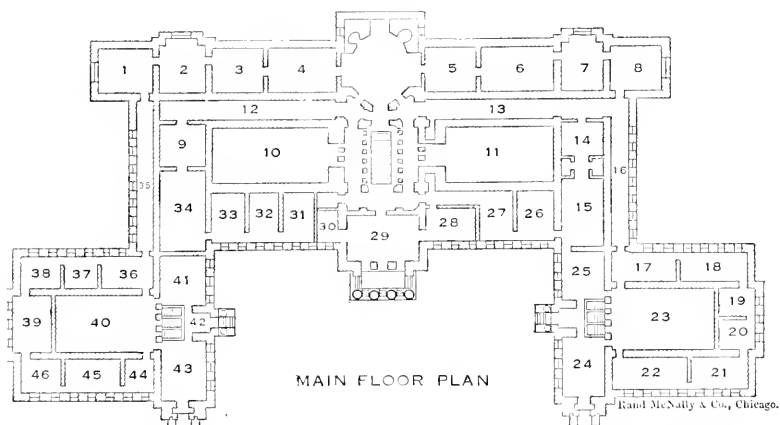 1 2 3 4 5 6 7 8
12 13
9 10 11 14
35 16
34 33 32 31 30 29 28 27 26 15
38 37 36 41 25 17 18
39 40 42 23 19
20
46 45 44 43 24 22 21
MAIN FLOOR PLAN
Rand McNally & Co., Chicago.